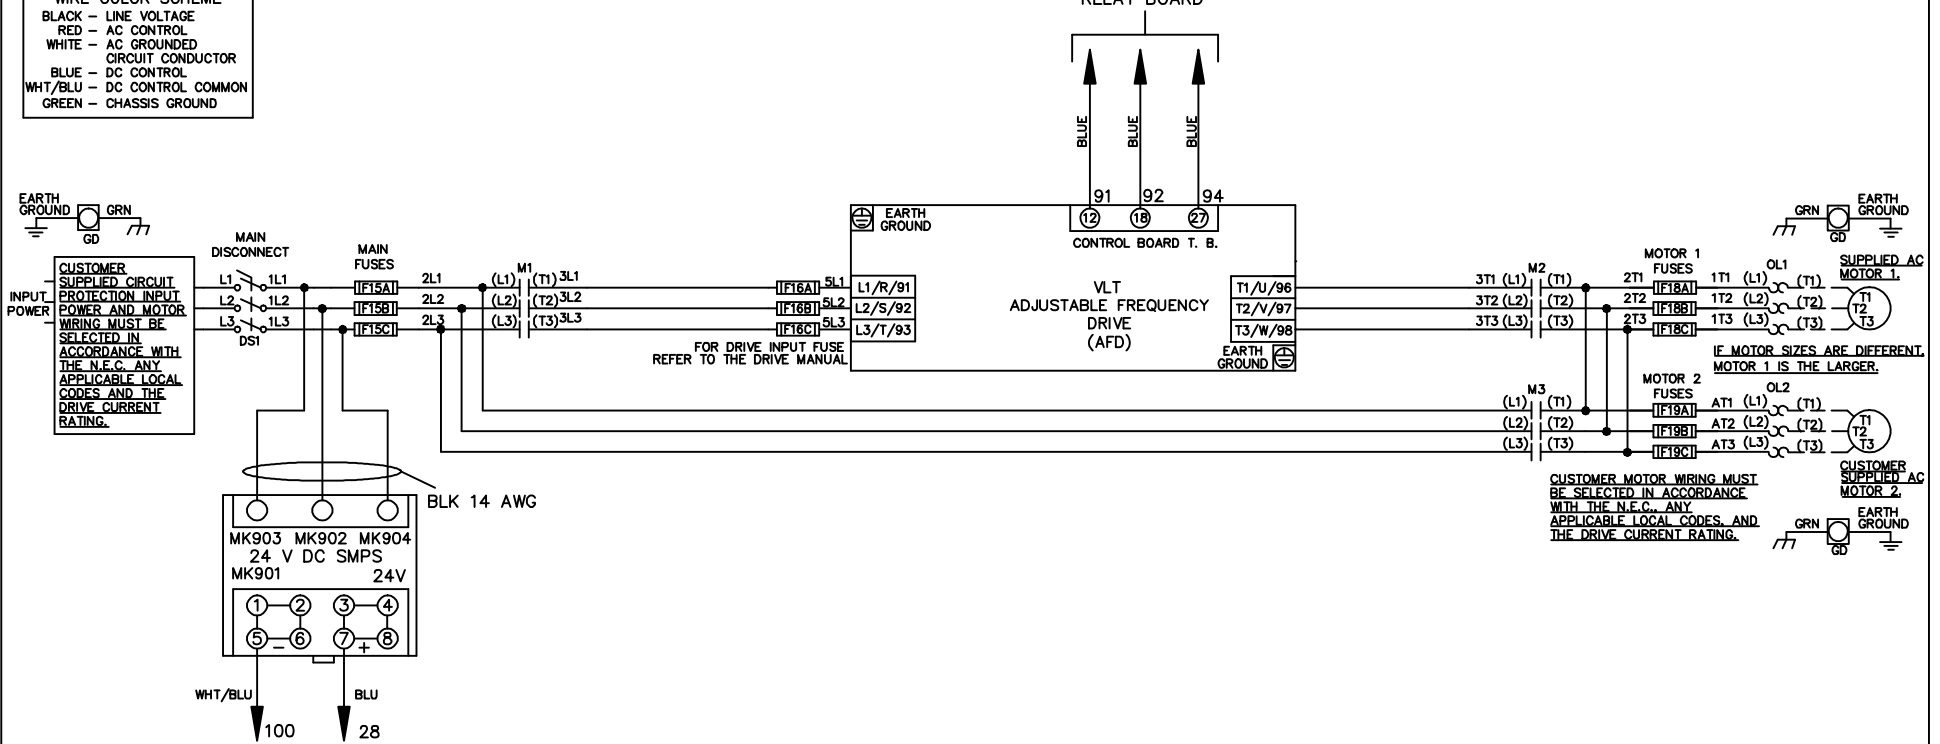 WIRE COLOR SCHEME
BLACK – LINE VOLTAGE
RED – AC CONTROL
WHITE – AC GROUNDED
CIRCUIT CONDUCTOR
BLUE – DC CONTROL
WHT/BLU – DC CONTROL COMMON
GREEN – CHASSIS GROUND
RELAY BOARD
BLUE
BLUE
BLUE
91 92 94
12 18 27
CONTROL BOARD T. B.
EARTH
GROUND
GRN
GD
INPUT
POWER
CUSTOMER
SUPPLIED CIRCUIT
PROTECTION INPUT
POWER AND MOTOR
WIRING MUST BE
SELECTED IN
ACCORDANCE WITH
THE N.E.C. ANY
APPLICABLE LOCAL
CODES AND THE
DRIVE CURRENT
RATING.
MAIN
DISCONNECT
L1 1L1
L2 1L2
L3 1L3
DS1
MAIN
FUSES
F15A
F15B
F15C
2L1
2L2
2L3
M1
(L1) (T1) 3L1
(L2) (T2) 3L2
(L3) (T3) 3L3
F16A 5L1
F16B 5L2
F16C 5L3
FOR DRIVE INPUT FUSE
REFER TO THE DRIVE MANUAL
EARTH
GROUND
L1/R/91
L2/S/92
L3/T/93
VLT
ADJUSTABLE FREQUENCY
DRIVE
(AFD)
T1/U/96
T2/V/97
T3/W/98
EARTH
GROUND
M2
3T1 (L1) (T1)
3T2 (L2) (T2)
3T3 (L3) (T3)
MOTOR 1
FUSES
2T1 F18A 1T1 (L1)
2T2 F18B 1T2 (L2)
2T3 F18C 1T3 (L3)
OL1
(T1)
(T2)
(T3)
GRN
GD
EARTH
GROUND
SUPPLIED AC
MOTOR 1.
T1
T2
T3
IF MOTOR SIZES ARE DIFFERENT,
MOTOR 1 IS THE LARGER.
M3
(L1) (T1)
(L2) (T2)
(L3) (T3)
MOTOR 2
FUSES
F19A AT1 (L1)
F19B AT2 (L2)
F19C AT3 (L3)
OL2
(T1)
(T2)
(T3)
T1
T2
T3
CUSTOMER
SUPPLIED AC
MOTOR 2.
CUSTOMER MOTOR WIRING MUST
BE SELECTED IN ACCORDANCE
WITH THE N.E.C., ANY
APPLICABLE LOCAL CODES, AND
THE DRIVE CURRENT RATING.
GRN
GD
EARTH
GROUND
BLK 14 AWG
MK903 MK902 MK904
24 V DC SMPS
MK901 24V
1 2 3 4
5 6 7 8
– +
WHT/BLU BLU
100 28